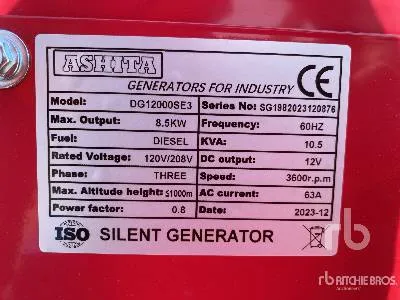 ASHITA
GENERATORS FOR INDUSTRY CE
Model: DG12000SE3 Series No: SG1982023120876
Max. Output: 8.5KW Frequency: 60HZ
Fuel: DIESEL KVA: 10.5
Rated Voltage: 120V/208V DC output: 12V
Phase: THREE Speed: 3600r.p.m
Max. Altitude height: ≤1000m AC current: 63A
Power factor: 0.8 Date: 2023-12
ISO SILENT GENERATOR
rb
rb RITCHIE BROS.